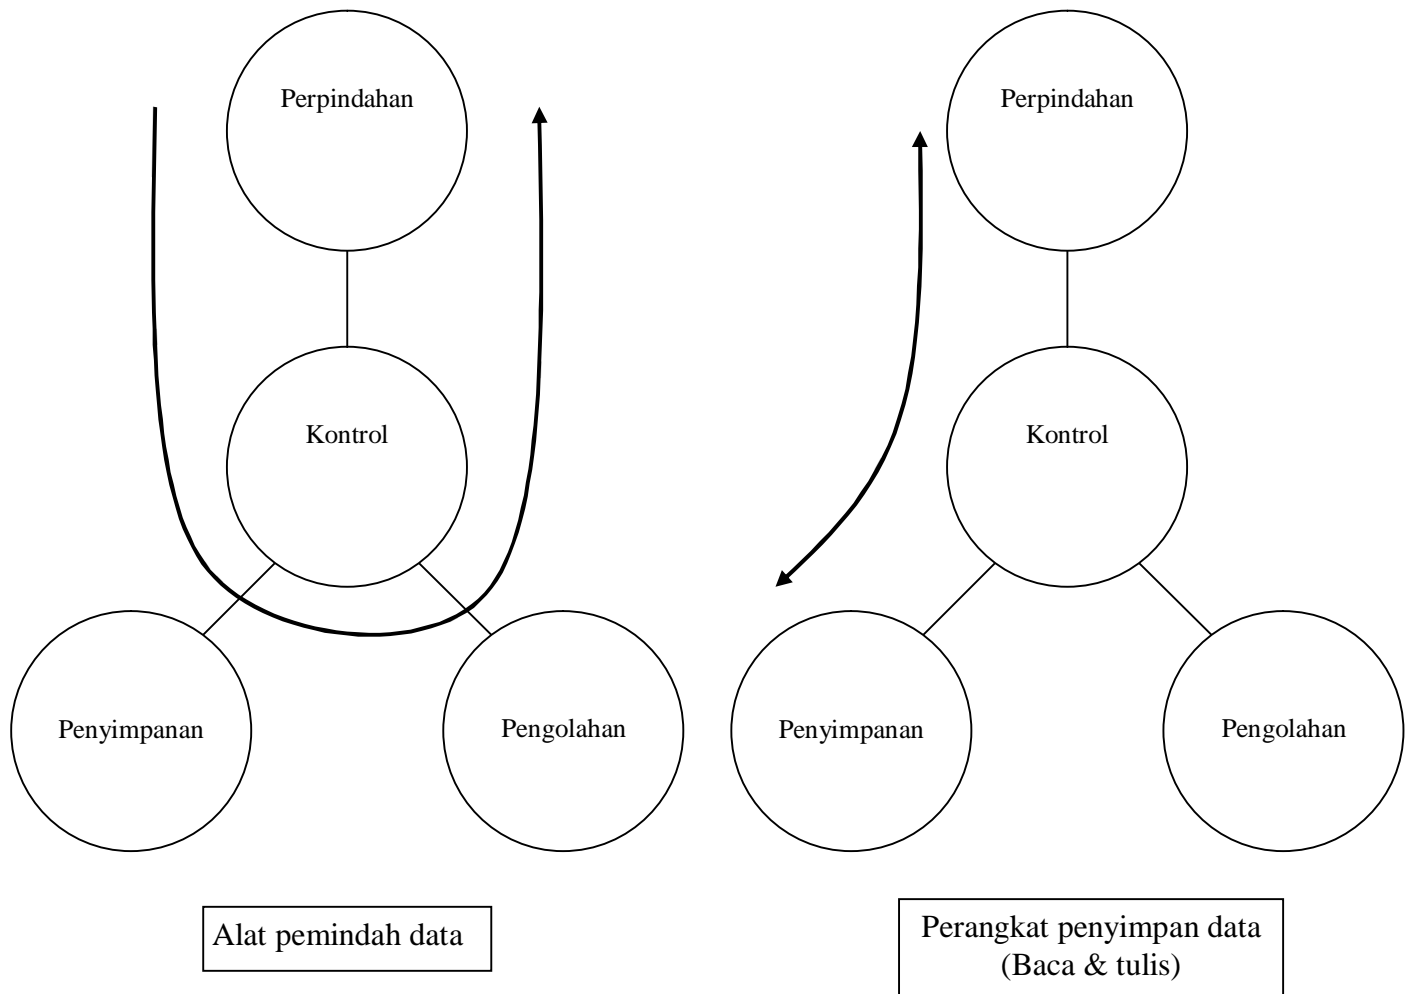 Perpindahan
Kontrol
Penyimpanan
Pengolahan
Alat pemindah data
Perpindahan
Kontrol
Penyimpanan
Pengolahan
Perangkat penyimpan data
(Baca & tulis)